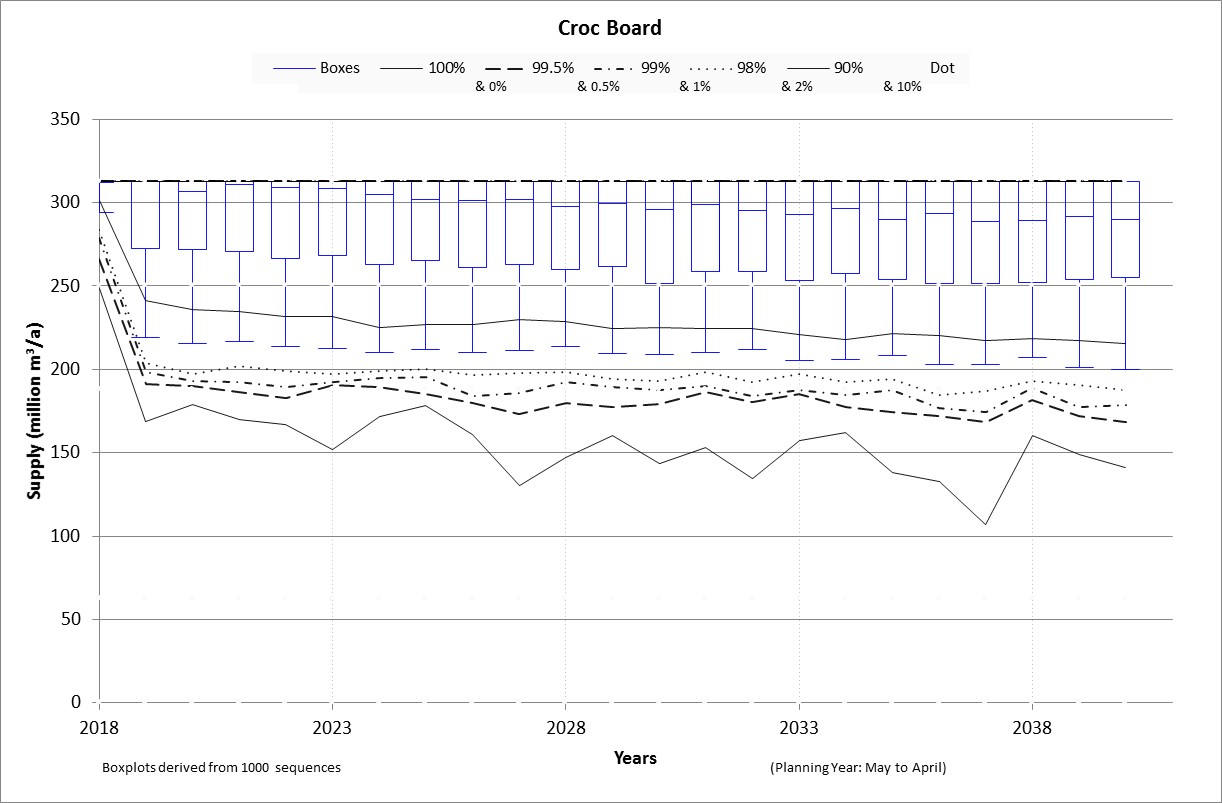 Croc Board
Boxes 100% 99.5% 99% 98% 90% Dot
& 0% & 0.5% & 1% & 2% & 10%
350
300
250
200
150
100
50
0
Supply (million m³/a)
2018 2023 2028 2033 2038
Years
Boxplots derived from 1000 sequences (Planning Year: May to April)